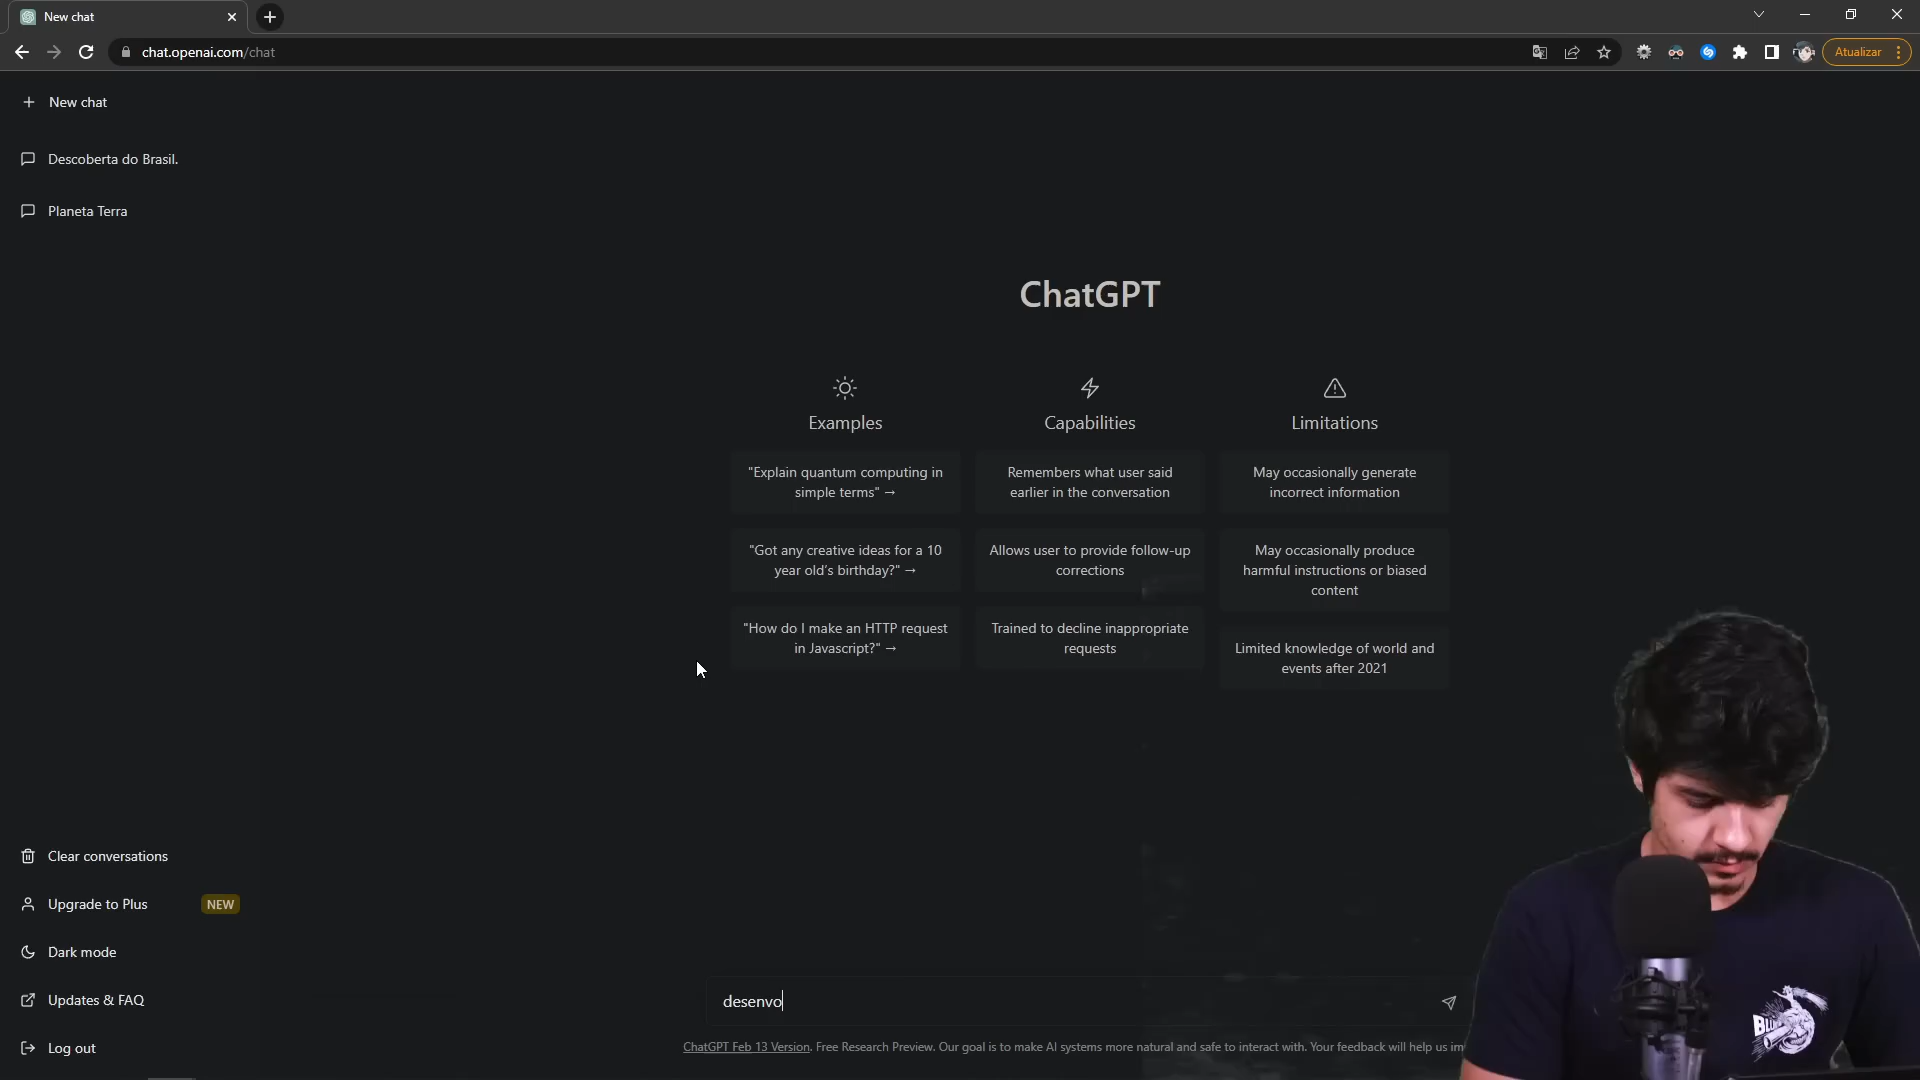 New chat
chat.openai.com/chat
Atualizar
New chat
Descoberta do Brasil.
Planeta Terra
ChatGPT
Examples
Capabilities
Limitations
"Explain quantum computing in
simple terms" →
Remembers what user said
earlier in the conversation
May occasionally generate
incorrect information
"Got any creative ideas for a 10
year old's birthday?" →
Allows user to provide follow-up
corrections
May occasionally produce
harmful instructions or biased
content
"How do I make an HTTP request
in Javascript?" →
Trained to decline inappropriate
requests
Limited knowledge of world and
events after 2021
Clear conversations
Upgrade to Plus NEW
Dark mode
Updates & FAQ
Log out
desenvo
ChatGPT Feb 13 Version. Free Research Preview. Our goal is to make AI systems more natural and safe to interact with. Your feedback will help us im